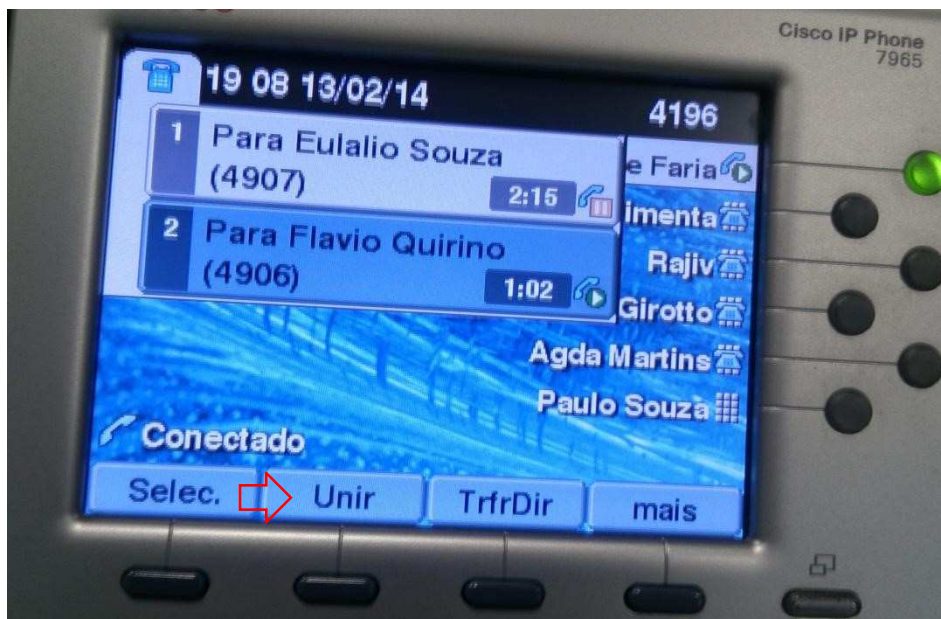 Cisco IP Phone
7965
19 08 13/02/14
4196
1 Para Eulalio Souza
(4907)
2:15
e Faria
imenta
2 Para Flavio Quirino
(4906)
1:02
Rajiv
Girotto
Agda Martins
Paulo Souza
Conectado
Selec.
Unir
TrfrDir
mais